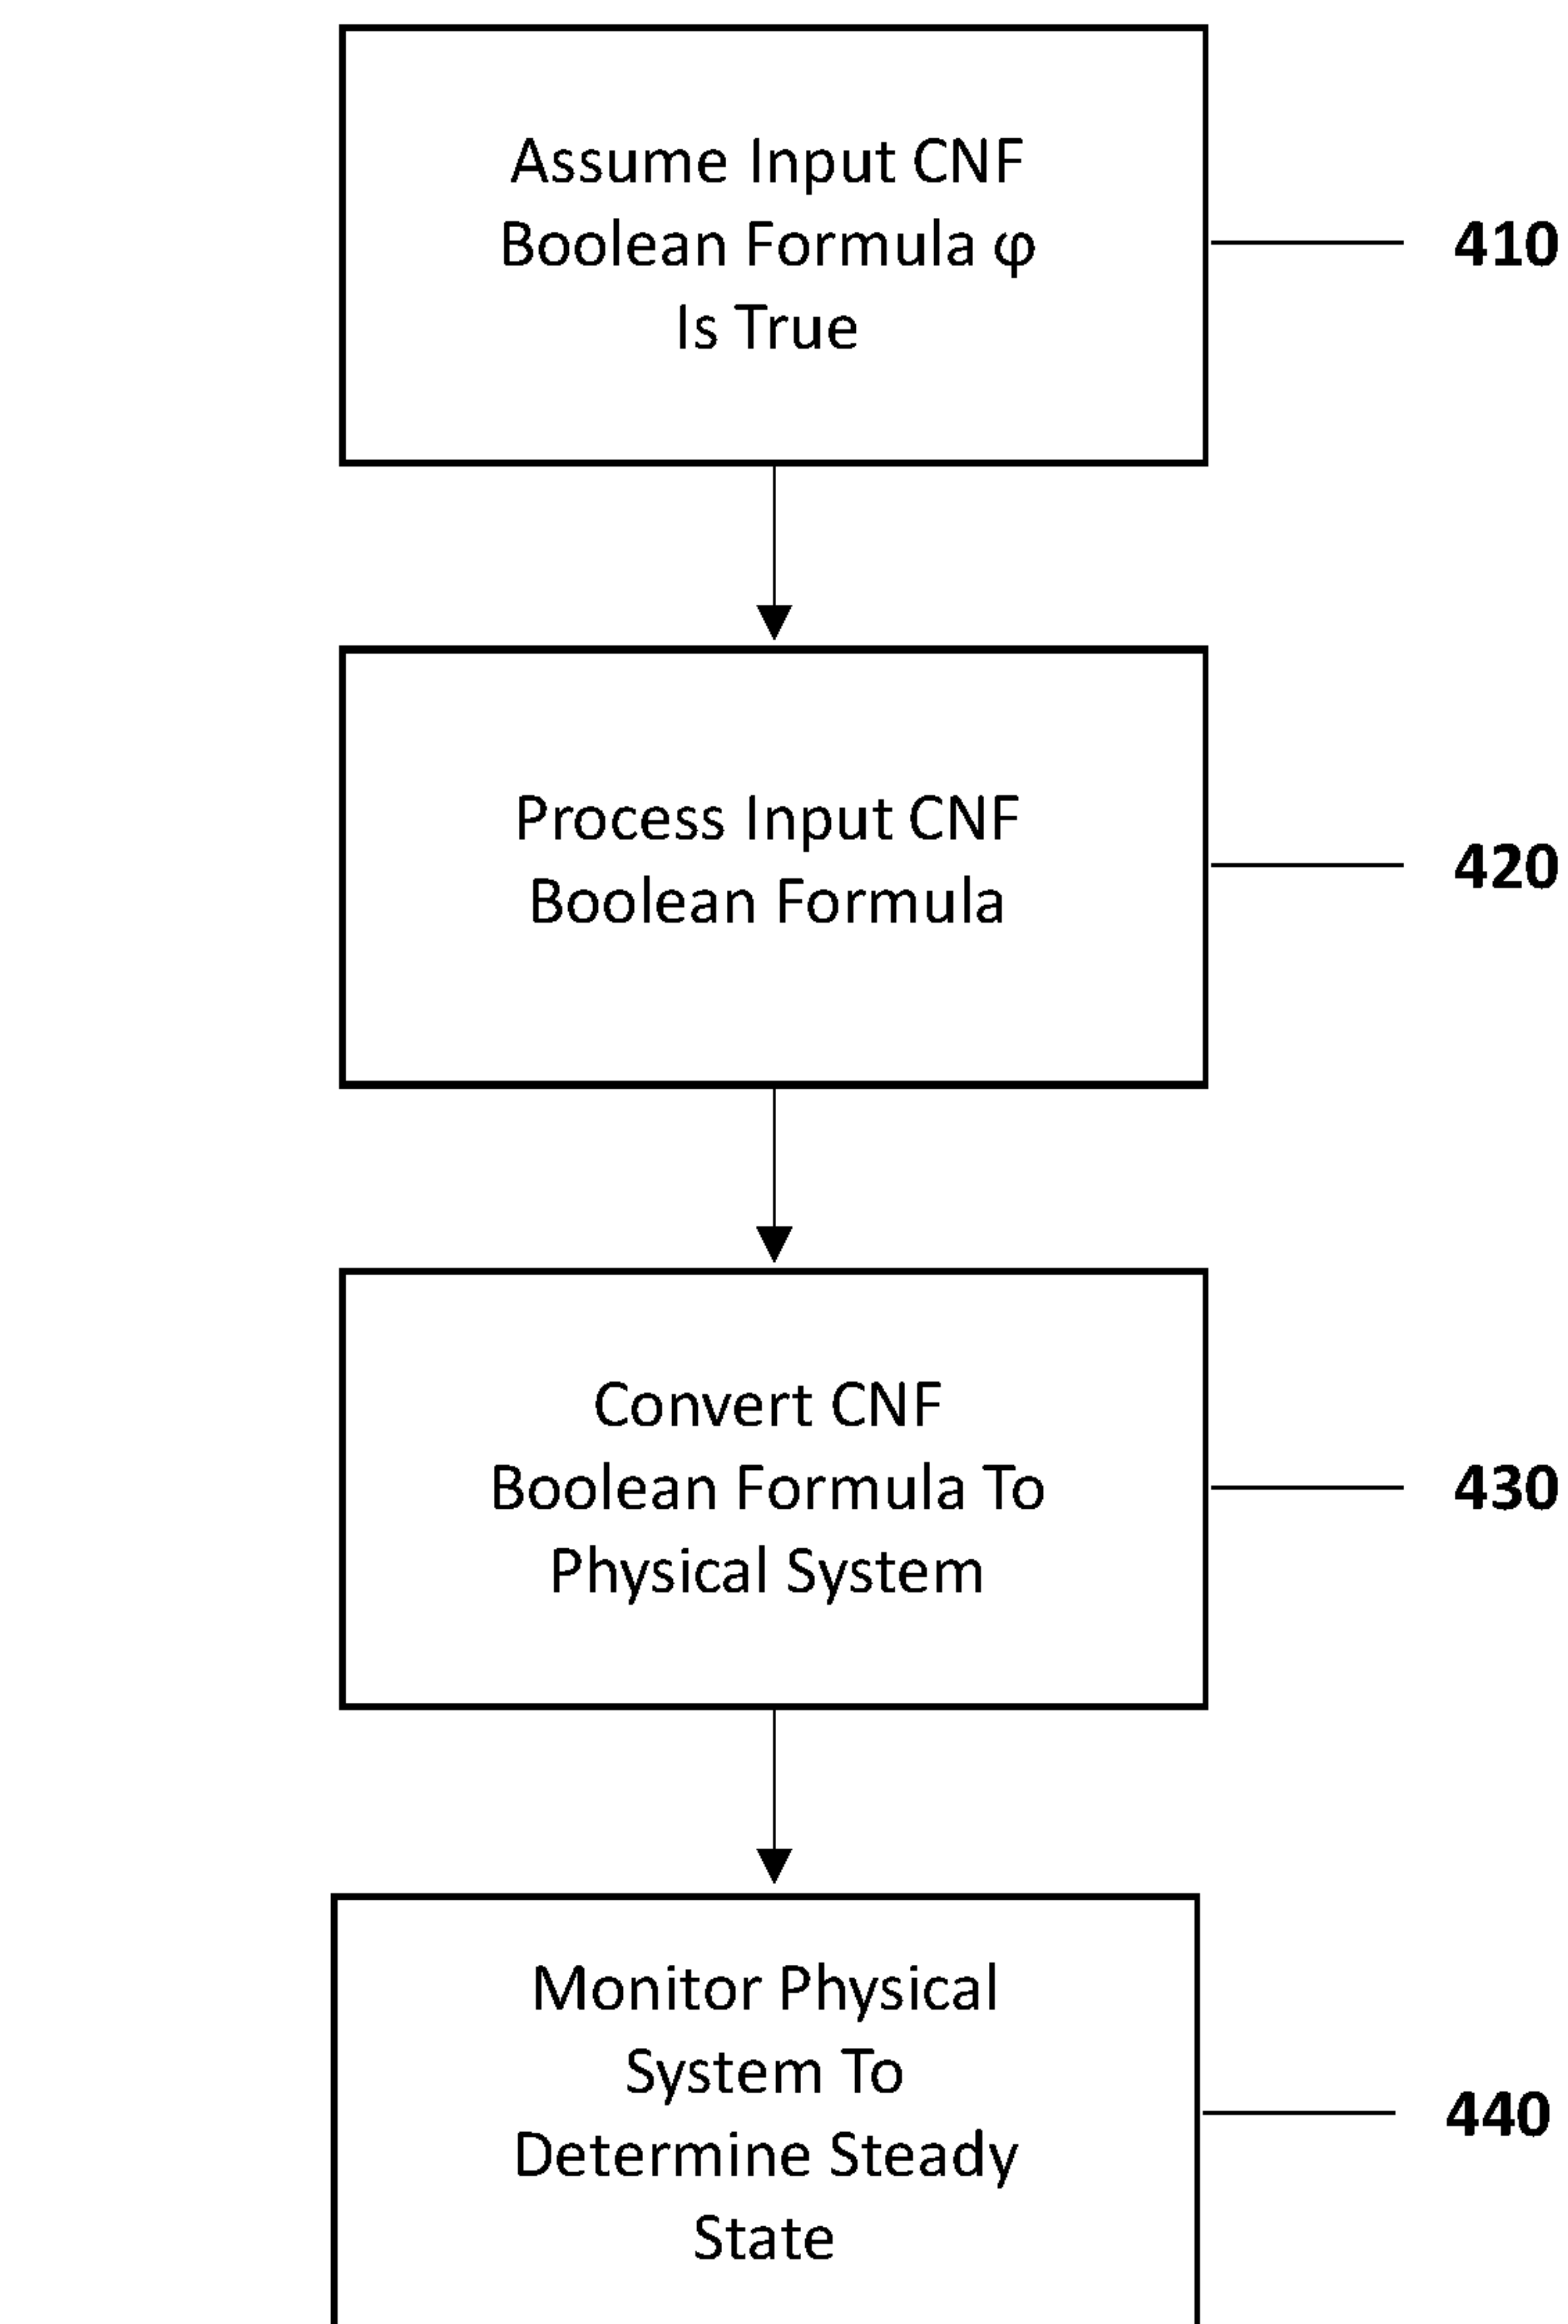 Assume Input CNF
Boolean Formula φ
Is True
410
Process Input CNF
Boolean Formula
420
Convert CNF
Boolean Formula To
Physical System
430
Monitor Physical
System To
Determine Steady
State
440